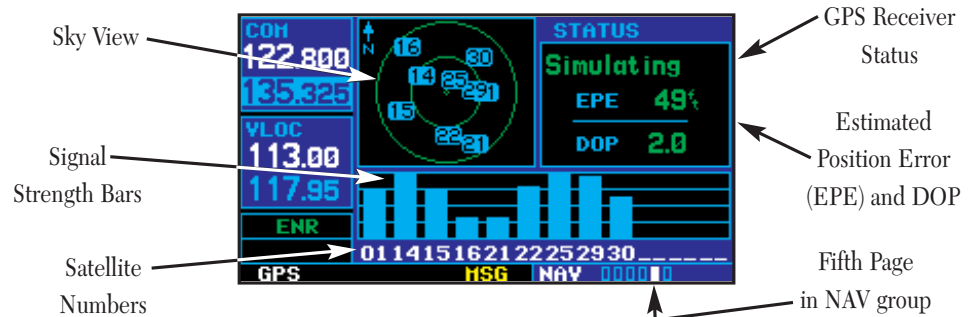 Sky View
Signal
Strength Bars
Satellite
Numbers
COM
122.800
135.325
VLOC
113.00
117.95
ENR
GPS
N
16
30
14
25
29
1
15
22
21
STATUS
Simulating
EPE 49ft
DOP 2.0
01 14 15 16 21 22 25 29 30 _ _ _ _ _ _
MSG
NAV
GPS Receiver
Status
Estimated
Position Error
(EPE) and DOP
Fifth Page
in NAV group